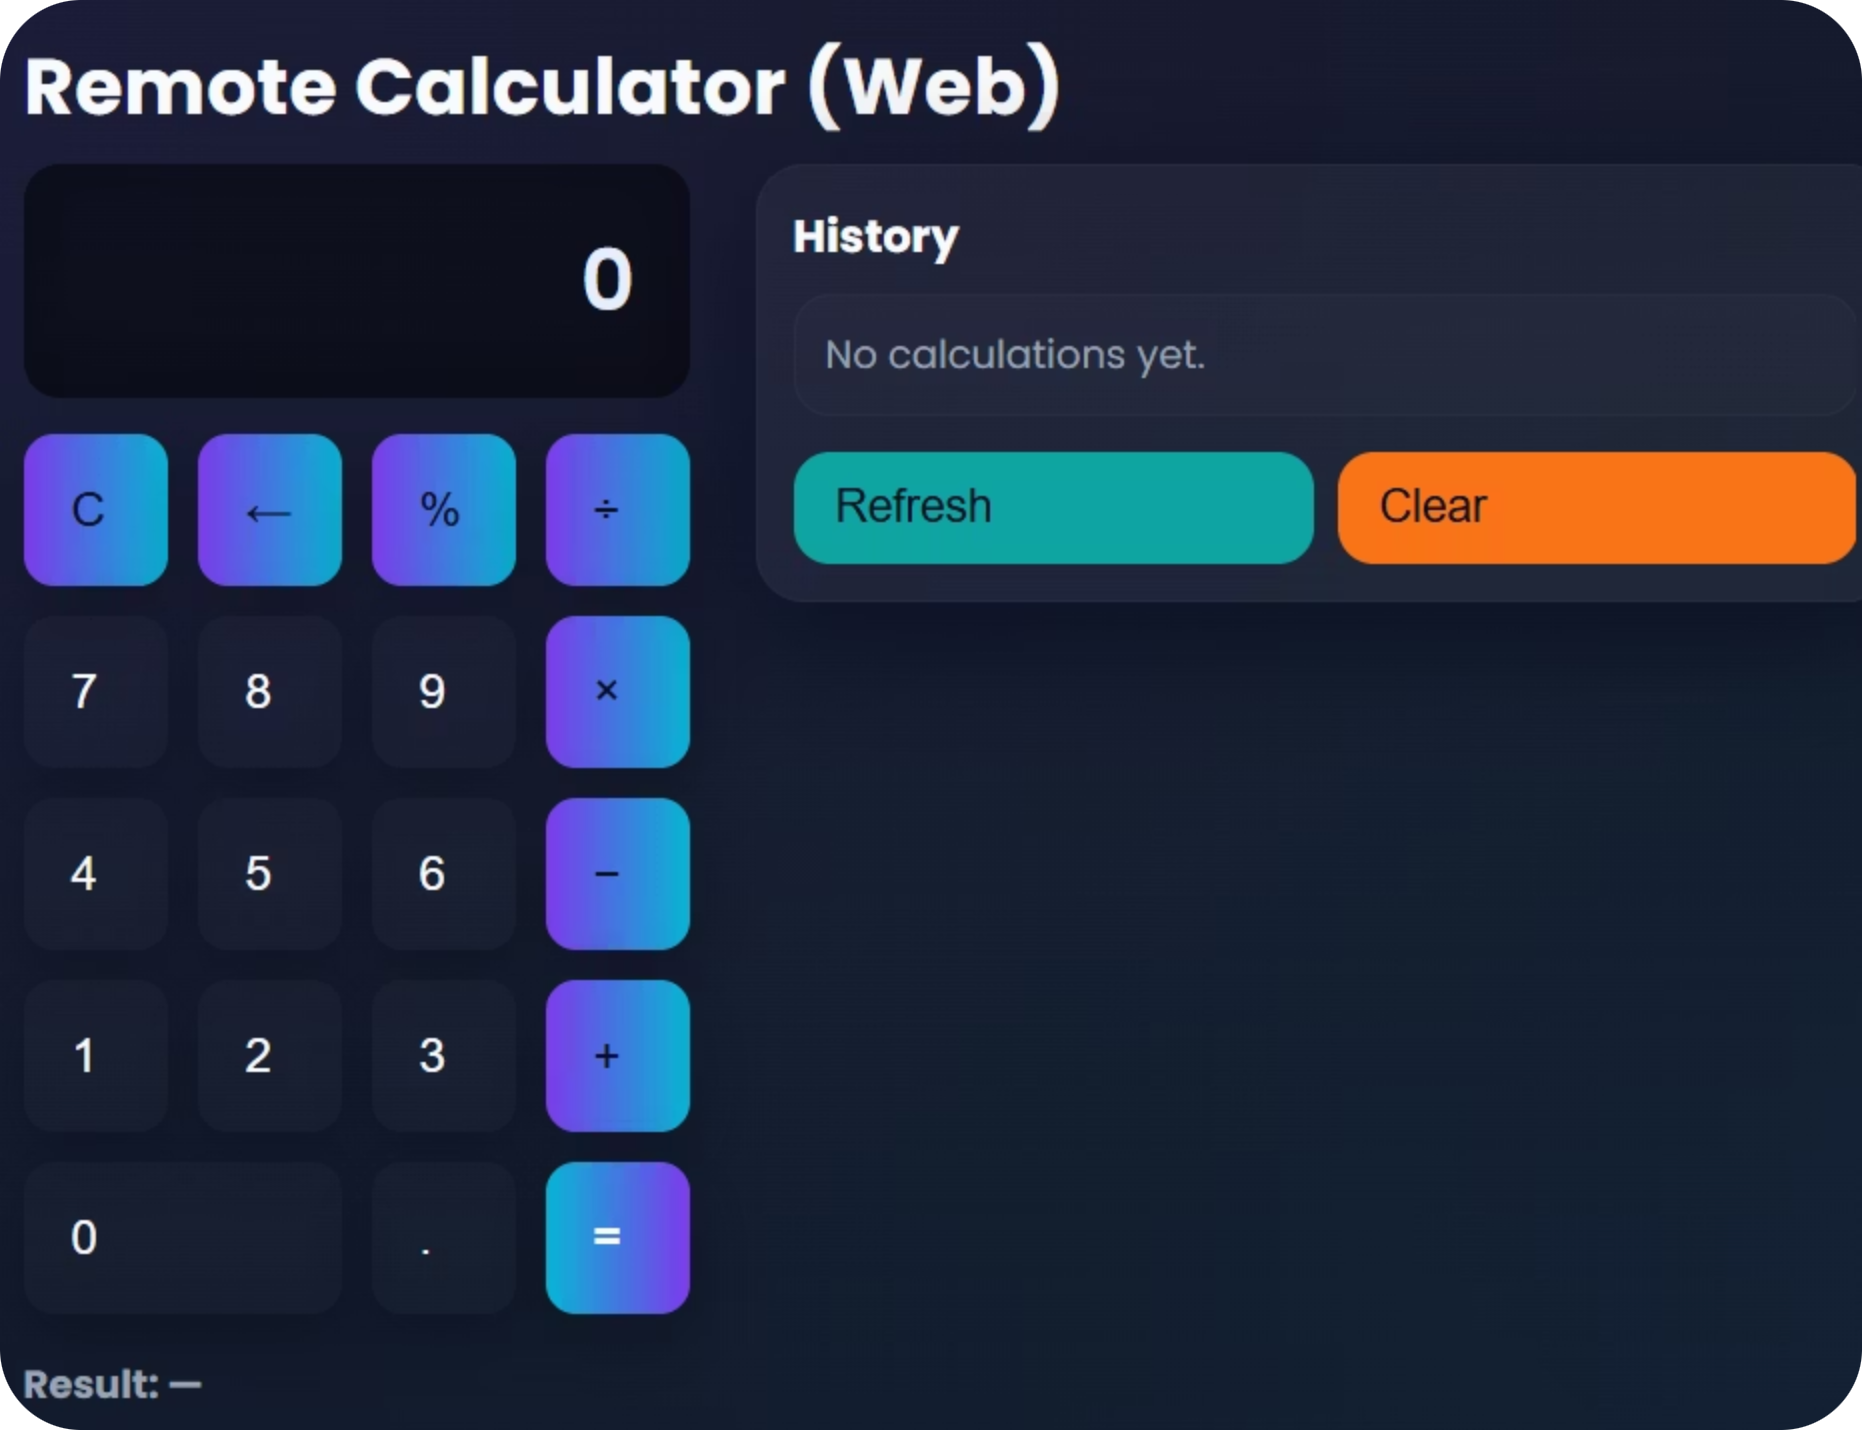 Remote Calculator (Web)
0
History
No calculations yet.
Refresh Clear
C ← % ÷
7 8 9 ×
4 5 6 −
1 2 3 +
0 . =
Result: —